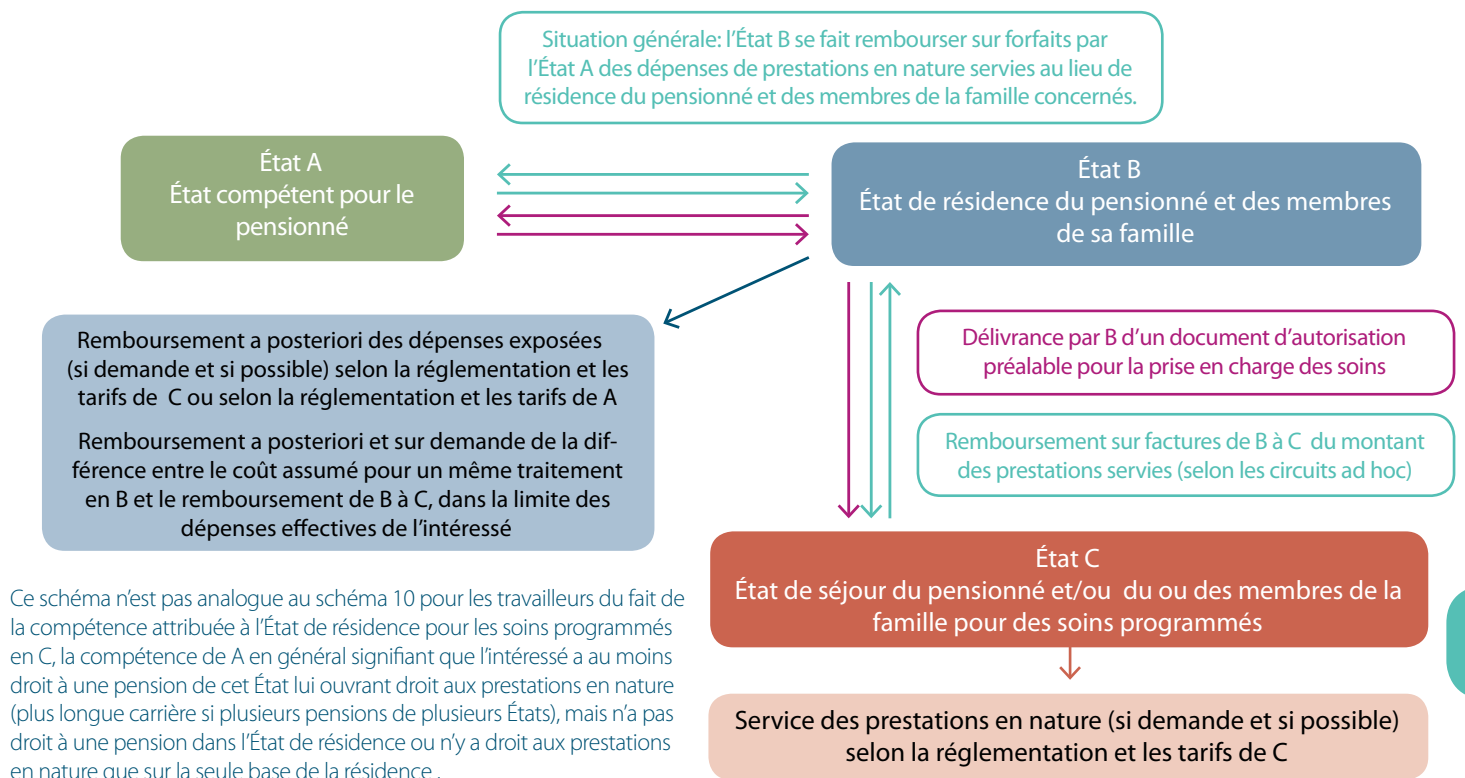 Situation générale: l'État B se fait rembourser sur forfaits par
l'État A des dépenses de prestations en nature servies au lieu de
résidence du pensionné et des membres de la famille concernés.
État A
État compétent pour le
pensionné
État B
État de résidence du pensionné et des membres
de sa famille
Remboursement a posteriori des dépenses exposées
(si demande et si possible) selon la réglementation et les
tarifs de C ou selon la réglementation et les tarifs de A
Remboursement a posteriori et sur demande de la dif-
férence entre le coût assumé pour un même traitement
en B et le remboursement de B à C, dans la limite des
dépenses effectives de l'intéressé
Délivrance par B d'un document d'autorisation
préalable pour la prise en charge des soins
Remboursement sur factures de B à C du montant
des prestations servies (selon les circuits ad hoc)
État C
État de séjour du pensionné et/ou du ou des membres de la
famille pour des soins programmés
Ce schéma n'est pas analogue au schéma 10 pour les travailleurs du fait de
la compétence attribuée à l'État de résidence pour les soins programmés
en C, la compétence de A en général signifiant que l'intéressé a au moins
droit à une pension de cet État lui ouvrant droit aux prestations en nature
(plus longue carrière si plusieurs pensions de plusieurs États), mais n'a pas
droit à une pension dans l'État de résidence ou n'y a droit aux prestations
en nature que sur la seule base de la résidence .
Service des prestations en nature (si demande et si possible)
selon la réglementation et les tarifs de C